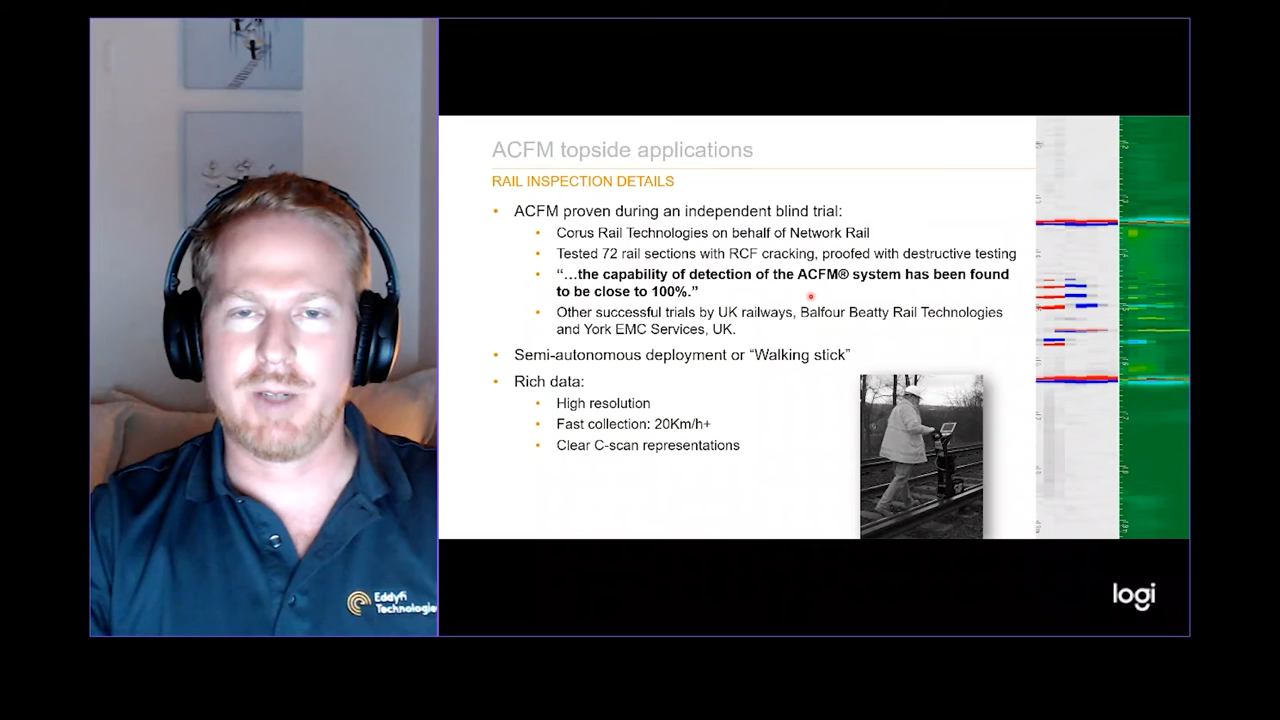 ACFM topside applications
RAIL INSPECTION DETAILS
• ACFM proven during an independent blind trial:
• Corus Rail Technologies on behalf of Network Rail
• Tested 72 rail sections with RCF cracking, proofed with destructive testing
• “…the capability of detection of the ACFM® system has been found
to be close to 100%.”
• Other successful trials by UK railways, Balfour Beatty Rail Technologies
and York EMC Services, UK.
• Semi-autonomous deployment or “Walking stick”
• Rich data:
• High resolution
• Fast collection: 20Km/h+
• Clear C-scan representations
Eddyfi
Technologie
logi